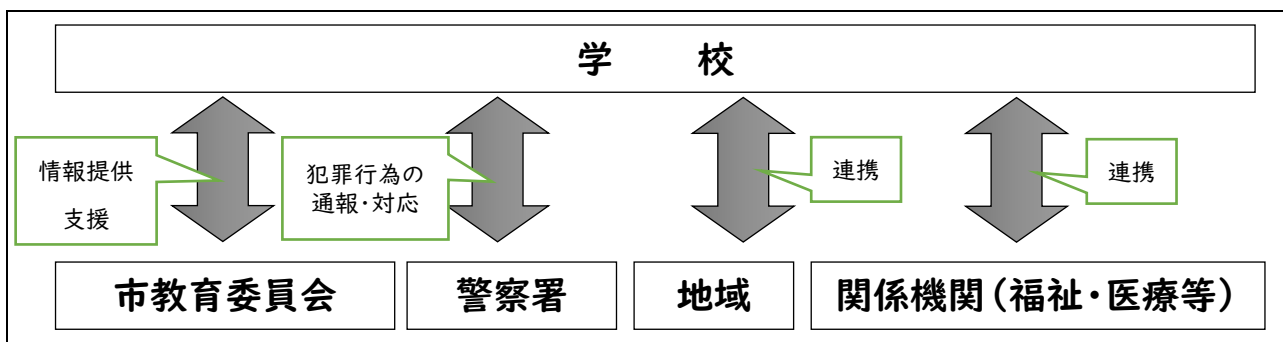 学　校
情報提供
支援
犯罪行為の
通報・対応
連携
連携
市教育委員会
警察署
地域
関係機関（福祉・医療等）